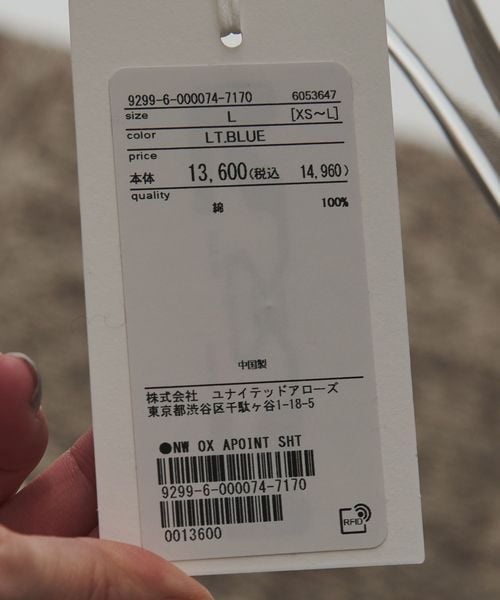 9299-6-000074-7170 6053647
size L [XS～L]
color LT.BLUE
price
本体 13,600(税込 14,960)
quality
綿 100%
中国製
株式会社 ユナイテッドアローズ
東京都渋谷区千駄ヶ谷1-18-5
●NW OX APOINT SHT
9299-6-000074-7170
0013600
RFID